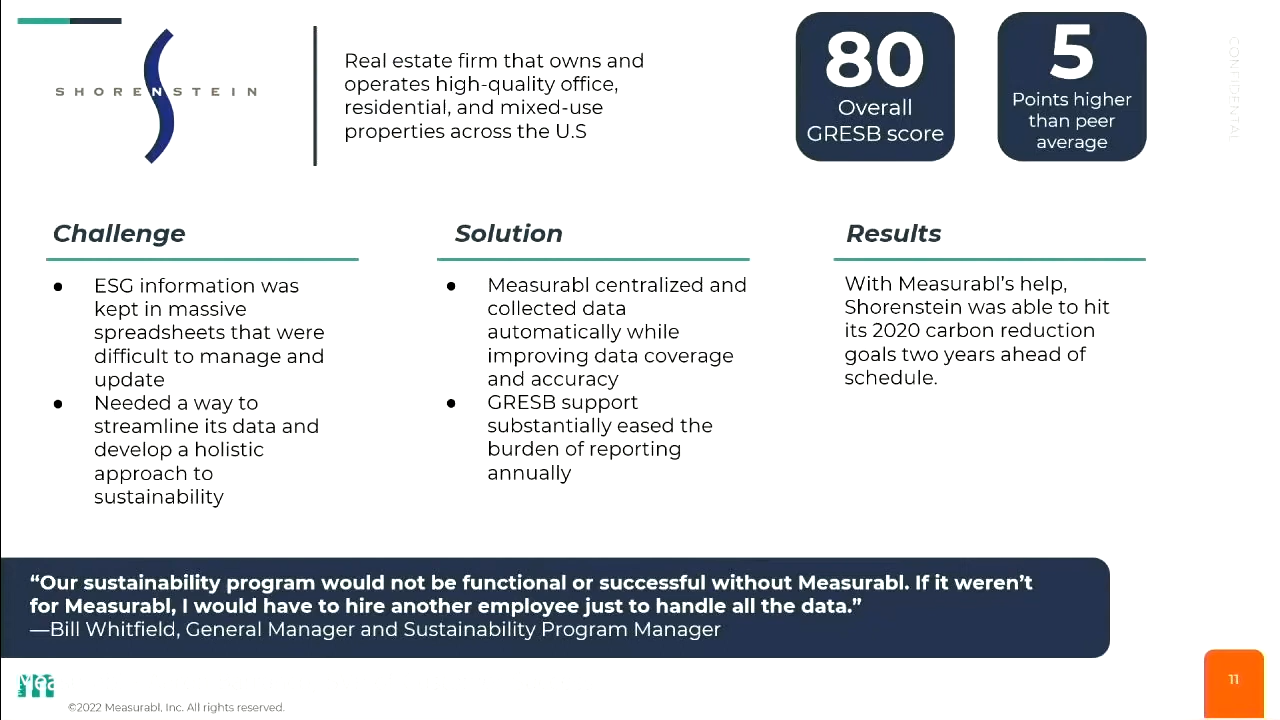 SHORENSTEIN
Real estate firm that owns and
operates high-quality office,
residential, and mixed-use
properties across the U.S
80
Overall
GRESB score
5
Points higher
than peer
average
CONFIDENTAL
Challenge
● ESG information was
kept in massive
spreadsheets that were
difficult to manage and
update
● Needed a way to
streamline its data and
develop a holistic
approach to
sustainability
Solution
● Measurabl centralized and
collected data
automatically while
improving data coverage
and accuracy
● GRESB support
substantially eased the
burden of reporting
annually
Results
With Measurabl’s help,
Shorenstein was able to hit
its 2020 carbon reduction
goals two years ahead of
schedule.
“Our sustainability program would not be functional or successful without Measurabl. If it weren’t
for Measurabl, I would have to hire another employee just to handle all the data.”
—Bill Whitfield, General Manager and Sustainability Program Manager
©2022 Measurabl, Inc. All rights reserved.
11